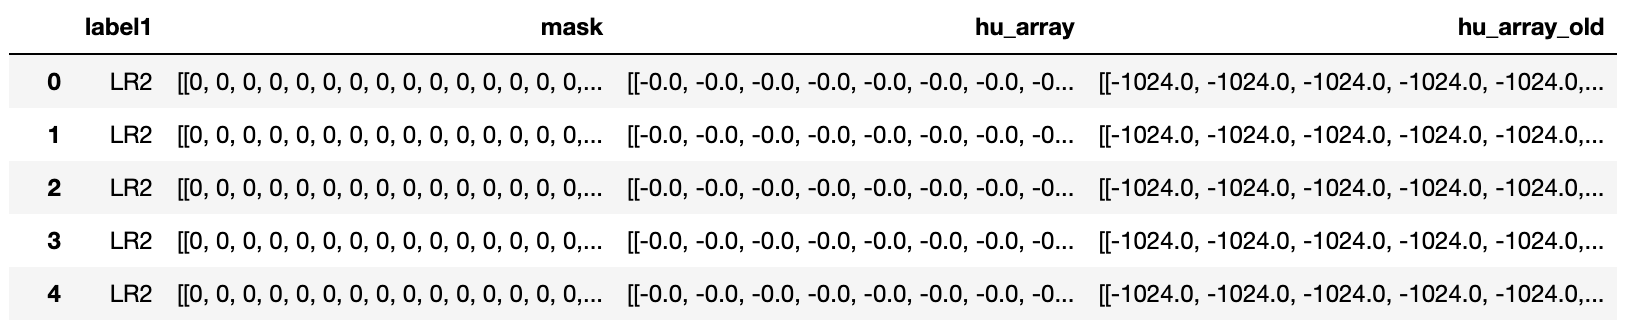 label1 mask hu_array hu_array_old
0 LR2 [[0, 0, 0, 0, 0, 0, 0, 0, 0, 0, 0, 0, 0, 0, 0,... [[-0.0, -0.0, -0.0, -0.0, -0.0, -0.0, -0.0, -0... [[-1024.0, -1024.0, -1024.0, -1024.0, -1024.0,...
1 LR2 [[0, 0, 0, 0, 0, 0, 0, 0, 0, 0, 0, 0, 0, 0, 0,... [[-0.0, -0.0, -0.0, -0.0, -0.0, -0.0, -0.0, -0... [[-1024.0, -1024.0, -1024.0, -1024.0, -1024.0,...
2 LR2 [[0, 0, 0, 0, 0, 0, 0, 0, 0, 0, 0, 0, 0, 0, 0,... [[-0.0, -0.0, -0.0, -0.0, -0.0, -0.0, -0.0, -0... [[-1024.0, -1024.0, -1024.0, -1024.0, -1024.0,...
3 LR2 [[0, 0, 0, 0, 0, 0, 0, 0, 0, 0, 0, 0, 0, 0, 0,... [[-0.0, -0.0, -0.0, -0.0, -0.0, -0.0, -0.0, -0... [[-1024.0, -1024.0, -1024.0, -1024.0, -1024.0,...
4 LR2 [[0, 0, 0, 0, 0, 0, 0, 0, 0, 0, 0, 0, 0, 0, 0,... [[-0.0, -0.0, -0.0, -0.0, -0.0, -0.0, -0.0, -0... [[-1024.0, -1024.0, -1024.0, -1024.0, -1024.0,...